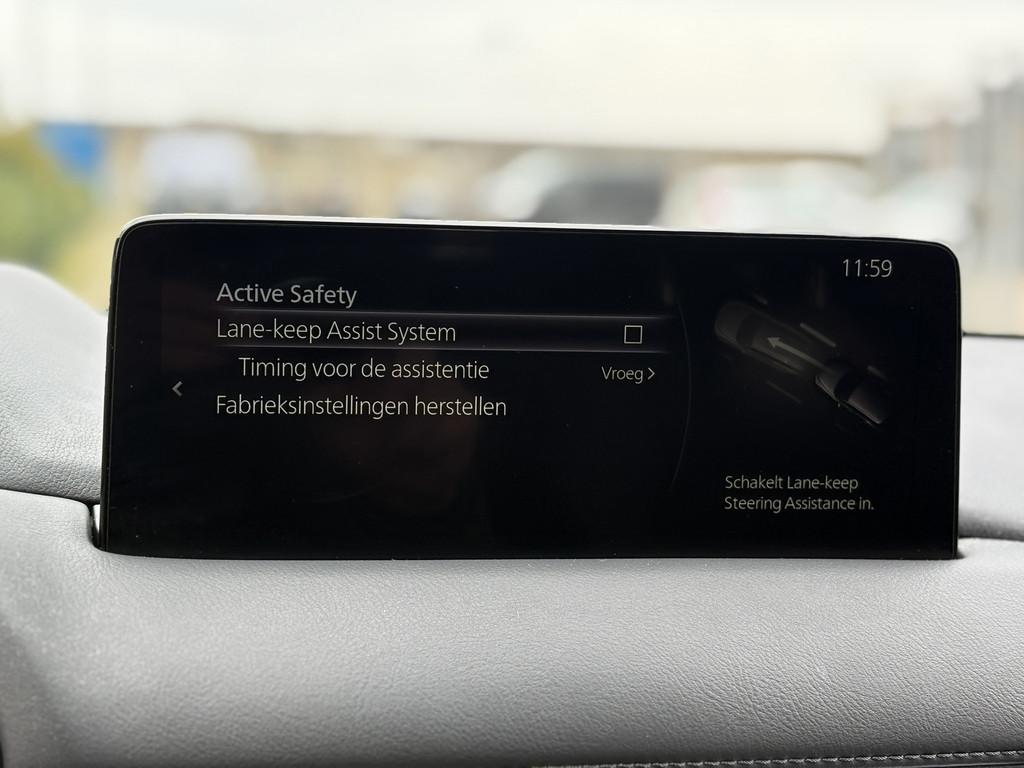 11:59
Active Safety
Lane-keep Assist System
Timing voor de assistentie Vroeg >
Fabrieksinstellingen herstellen
Schakelt Lane-keep
Steering Assistance in.